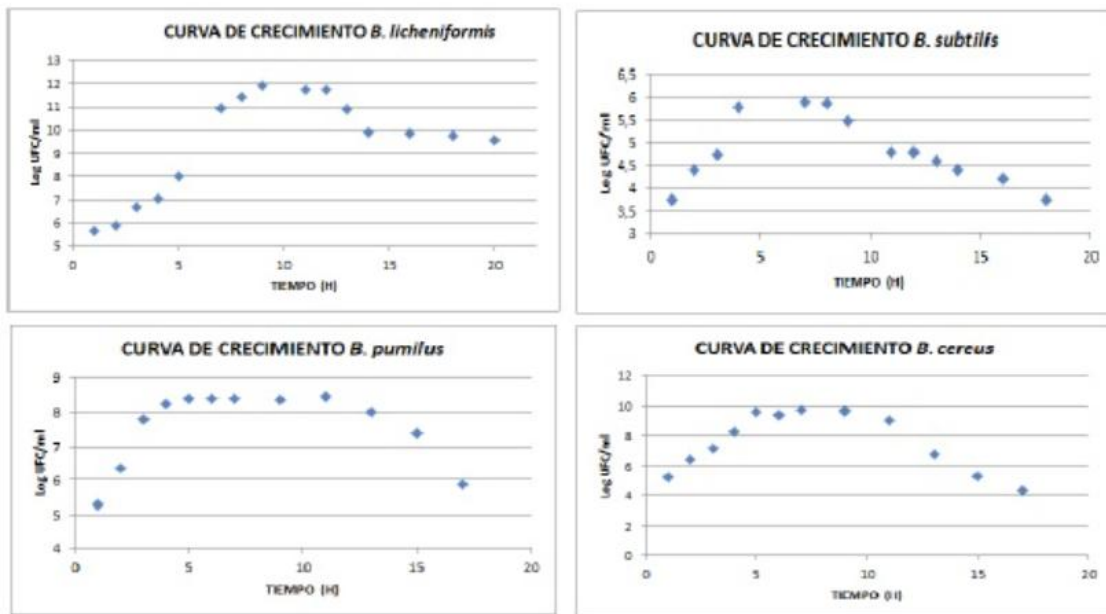 CURVA DE CRECIMIENTO B. licheniformis
Log UFC/ml
13
12
11
10
9
8
7
6
5
0 5 10 15 20
TIEMPO (H)
CURVA DE CRECIMIENTO B. subtilis
Log UFC/ml
6,5
6
5,5
5
4,5
4
3,5
3
0 5 10 15 20
TIEMPO (H)
CURVA DE CRECIMIENTO B. pumilus
Log UFC/ml
9
8
7
6
5
4
0 5 10 15 20
TIEMPO (H)
CURVA DE CRECIMIENTO B. cereus
Log UFC/ml
12
10
8
6
4
2
0
0 5 10 15 20
TIEMPO (H)